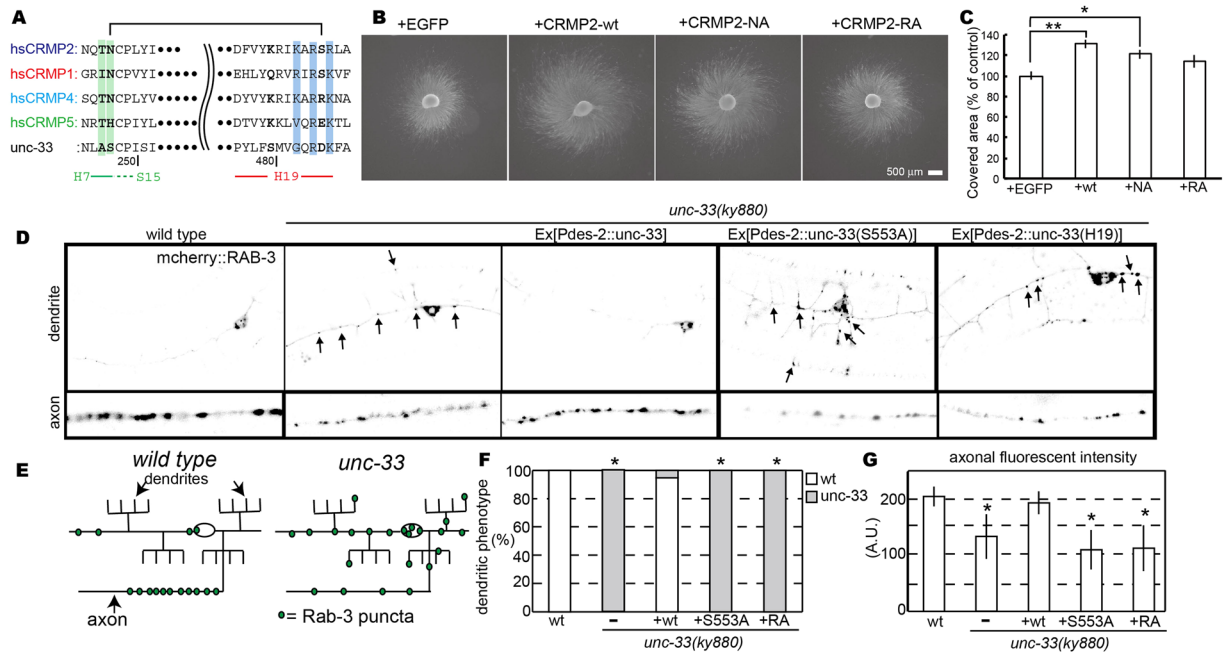 A
hsCRMP2: NQTNCPLYI••• ••DFVYKRIKARSRLA
hsCRMP1: GRINCPVYI••••• ••EHLYQRVRIRSKVF
hsCRMP4: SQTNCPLYV••••• ••DYVYKRIKARRKNA
hsCRMP5: NRTHCPIYL••••• ••DTVYKKLVQREKTL
unc-33 :NLASCPISI••••• ••PYLFSMVGQRDKFA
250 480
H7 S15 H19
B
+EGFP +CRMP2-wt +CRMP2-NA +CRMP2-RA
500 µm
C
Covered area (% of control)
140
120
100
80
60
40
20
0
**
*
+EGFP +wt +NA +RA
D
unc-33(ky880)
wild type Ex[Pdes-2::unc-33] Ex[Pdes-2::unc-33(S553A)] Ex[Pdes-2::unc-33(H19)]
mcherry::RAB-3
dendrite
axon
E
wild type unc-33
dendrites
axon
= Rab-3 puncta
F
dendritic phenotype
(%)
100
80
60
40
20
0
* * *
wt
unc-33
wt – +wt +S553A +RA
unc-33(ky880)
G
axonal fluorescent intensity
(A.U.)
200
100
0
* * *
wt – +wt +S553A +RA
unc-33(ky880)